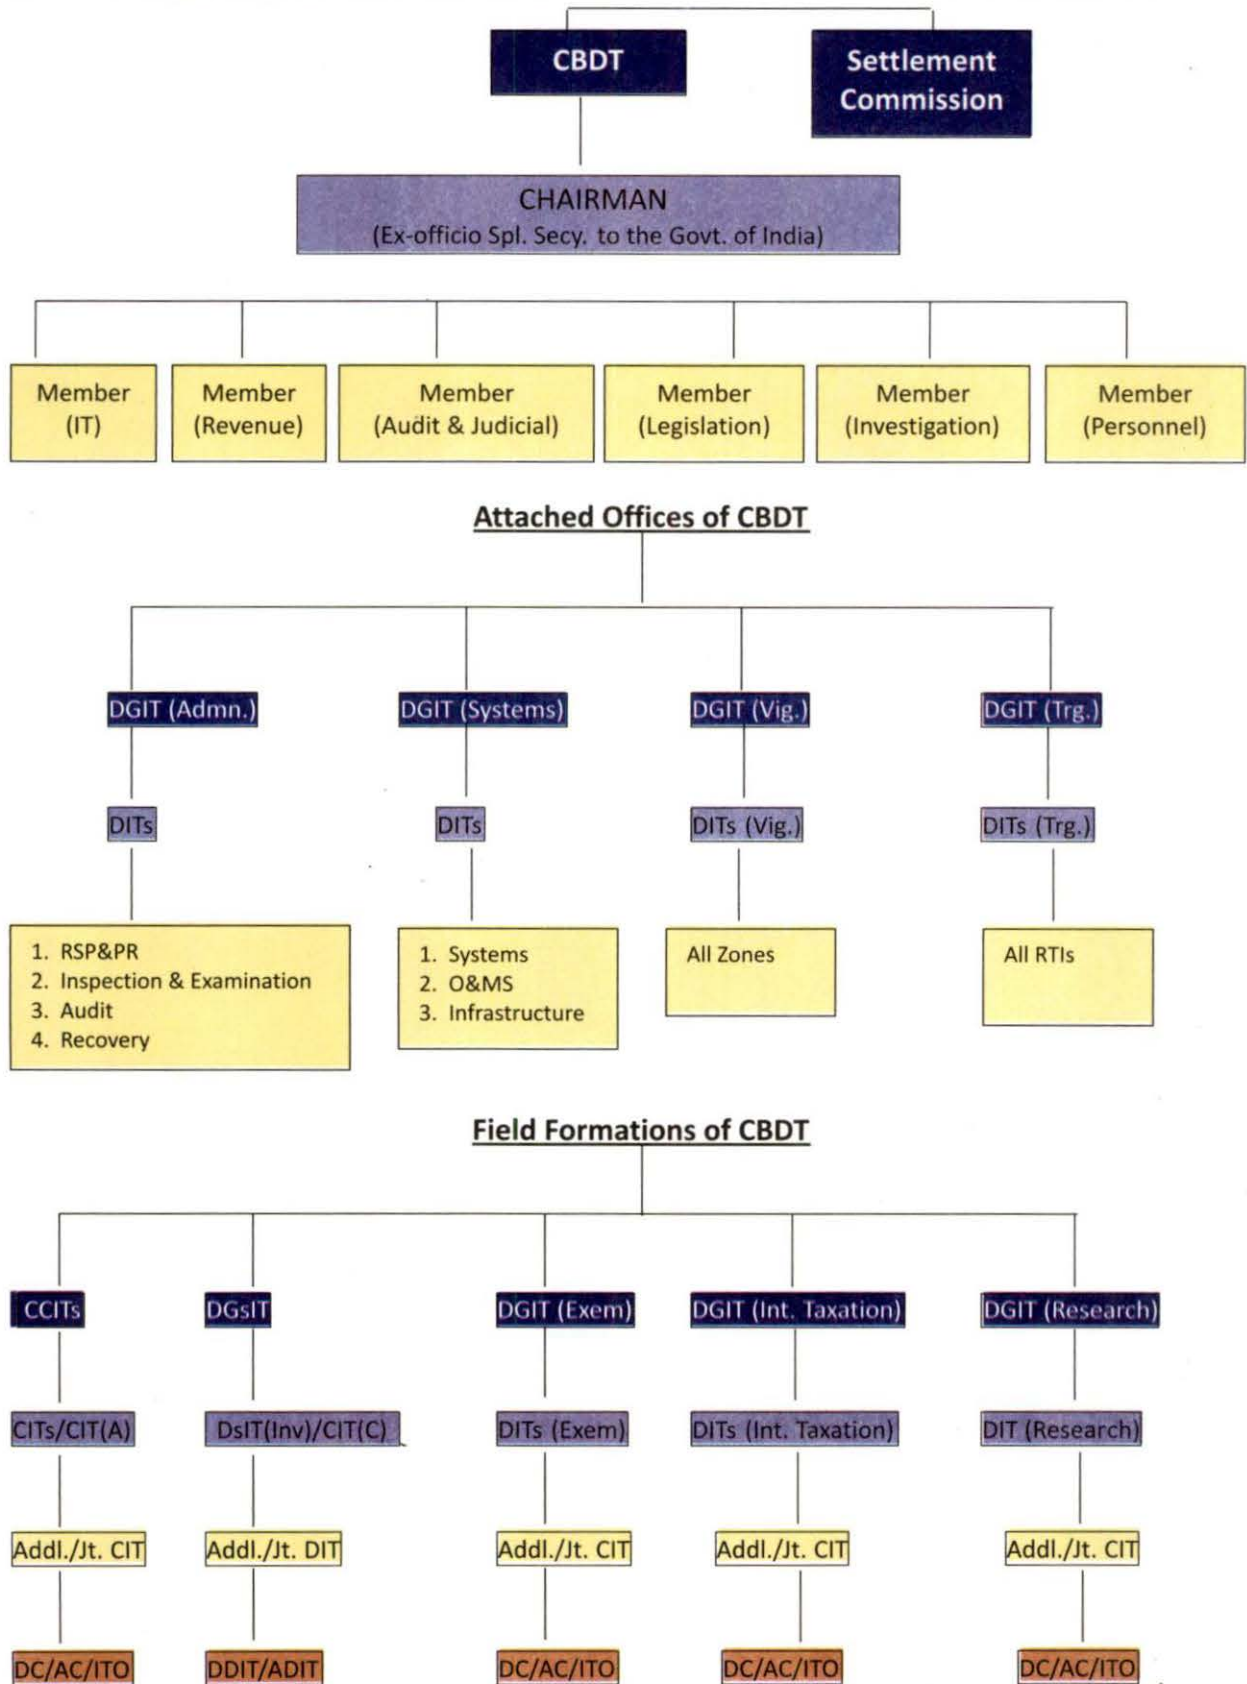 CBDT
Settlement
Commission
CHAIRMAN
(Ex-officio Spl. Secy. to the Govt. of India)
Member
(IT)
Member
(Revenue)
Member
(Audit & Judicial)
Member
(Legislation)
Member
(Investigation)
Member
(Personnel)
Attached Offices of CBDT
DGIT (Admn.)
DGIT (Systems)
DGIT (Vig.)
DGIT (Trg.)
DITs
DITs
DITs (Vig.)
DITs (Trg.)
1. RSP&PR
2. Inspection & Examination
3. Audit
4. Recovery
1. Systems
2. O&MS
3. Infrastructure
All Zones
All RTIs
Field Formations of CBDT
CCITs
DGsIT
DGIT (Exem)
DGIT (Int. Taxation)
DGIT (Research)
CITs/CIT(A)
DsIT(Inv)/CIT(C)
DITs (Exem)
DITs (Int. Taxation)
DIT (Research)
Addl./Jt. CIT
Addl./Jt. DIT
Addl./Jt. CIT
Addl./Jt. CIT
Addl./Jt. CIT
DC/AC/ITO
DDIT/ADIT
DC/AC/ITO
DC/AC/ITO
DC/AC/ITO